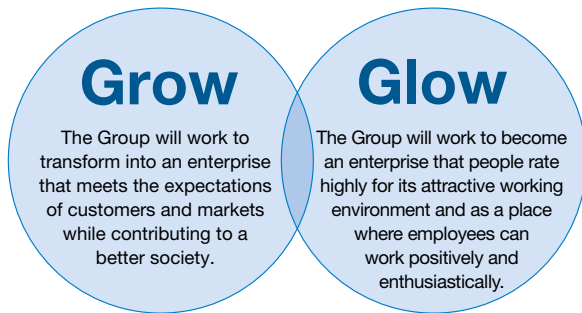 Grow
The Group will work to
transform into an enterprise
that meets the expectations
of customers and markets
while contributing to a
better society.
Glow
The Group will work to become
an enterprise that people rate
highly for its attractive working
environment and as a place
where employees can
work positively and
enthusiastically.